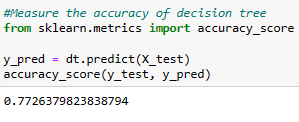 #Measure the accuracy of decision tree
from sklearn.metrics import accuracy_score
y_pred = dt.predict(X_test)
accuracy_score(y_test, y_pred)
0.7726379823838794